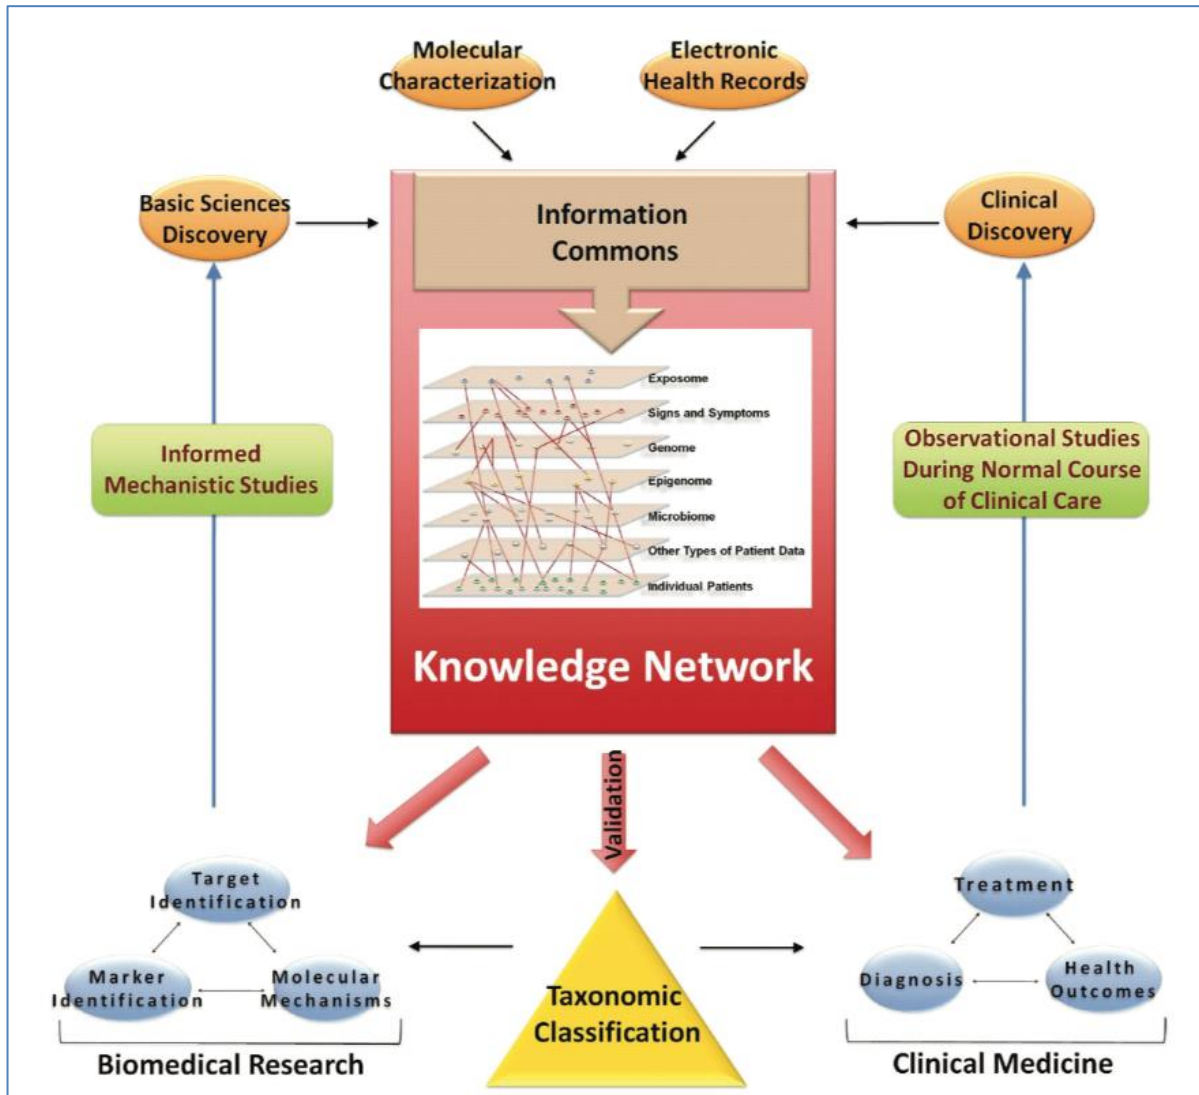 Molecular
Characterization
Electronic
Health Records
Basic Sciences
Discovery
Information
Commons
Clinical
Discovery
Exposome
Signs and Symptoms
Genome
Epigenome
Microbiome
Other Types of Patient Data
Individual Patients
Informed
Mechanistic Studies
Observational Studies
During Normal Course
of Clinical Care
Knowledge Network
Validation
Target
Identification
Marker
Identification
Molecular
Mechanisms
Biomedical Research
Taxonomic
Classification
Treatment
Diagnosis
Health
Outcomes
Clinical Medicine